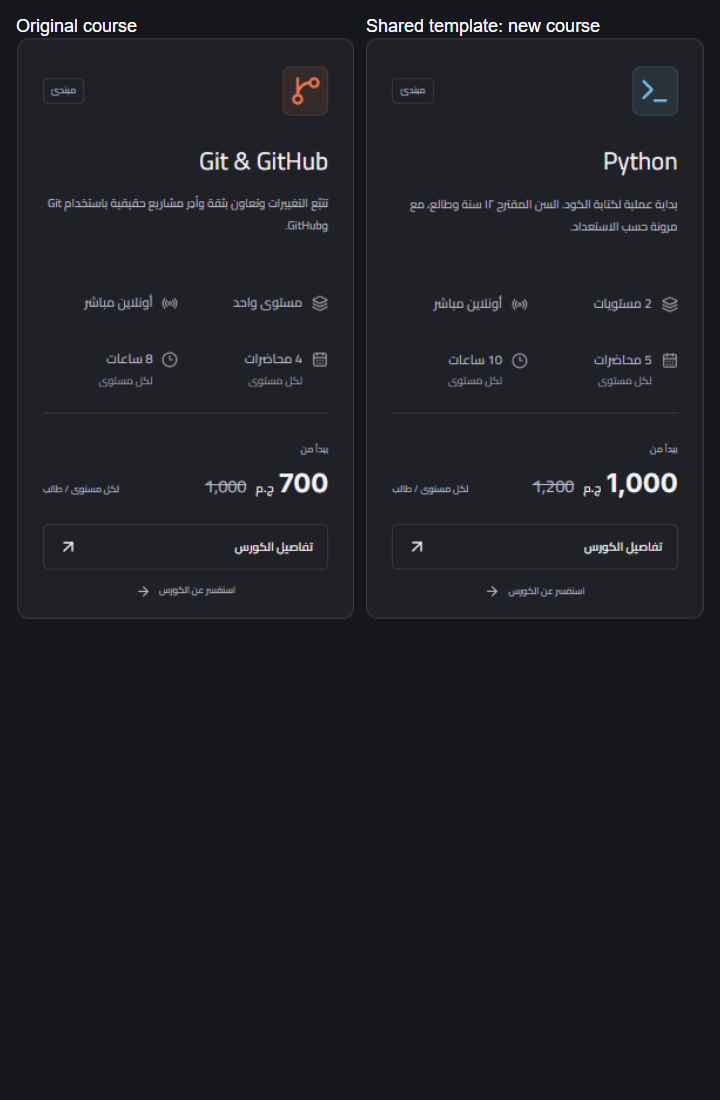 Original course
مبتدئ
Git & GitHub
تتبّع التغييرات وتعاون بثقة وأدِر مشاريع حقيقية باستخدام Git
وGitHub.
مستوى واحد
أونلاين مباشر
4 محاضرات
لكل مستوى
8 ساعات
لكل مستوى
يبدأ من
700 ج.م 1,000
لكل مستوى / طالب
تفاصيل الكورس
استفسر عن الكورس
Shared template: new course
مبتدئ
Python
بداية عملية لكتابة الكود. السن المقترح ١٢ سنة وطالع، مع
مرونة حسب الاستعداد.
2 مستويات
أونلاين مباشر
5 محاضرات
لكل مستوى
10 ساعات
لكل مستوى
يبدأ من
1,000 ج.م 1,200
لكل مستوى / طالب
تفاصيل الكورس
استفسر عن الكورس